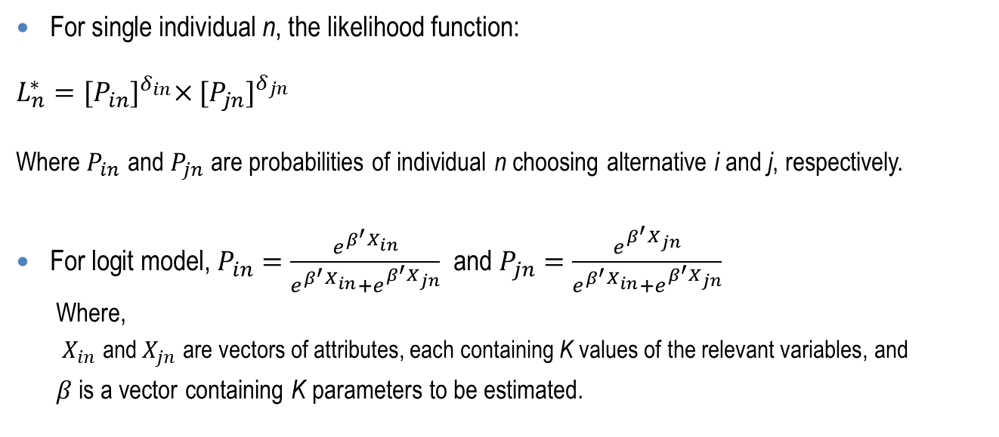 • For single individual n, the likelihood function:
L*ₙ = [Pᵢₙ]^δᵢₙ × [Pⱼₙ]^δⱼₙ
Where Pᵢₙ and Pⱼₙ are probabilities of individual n choosing alternative i and j, respectively.
• For logit model, Pᵢₙ = e^(β′Xᵢₙ) / (e^(β′Xᵢₙ+e^(β′Xⱼₙ))) and Pⱼₙ = e^(β′Xⱼₙ) / (e^(β′Xᵢₙ+e^(β′Xⱼₙ)))
Where,
Xᵢₙ and Xⱼₙ are vectors of attributes, each containing K values of the relevant variables, and
β is a vector containing K parameters to be estimated.